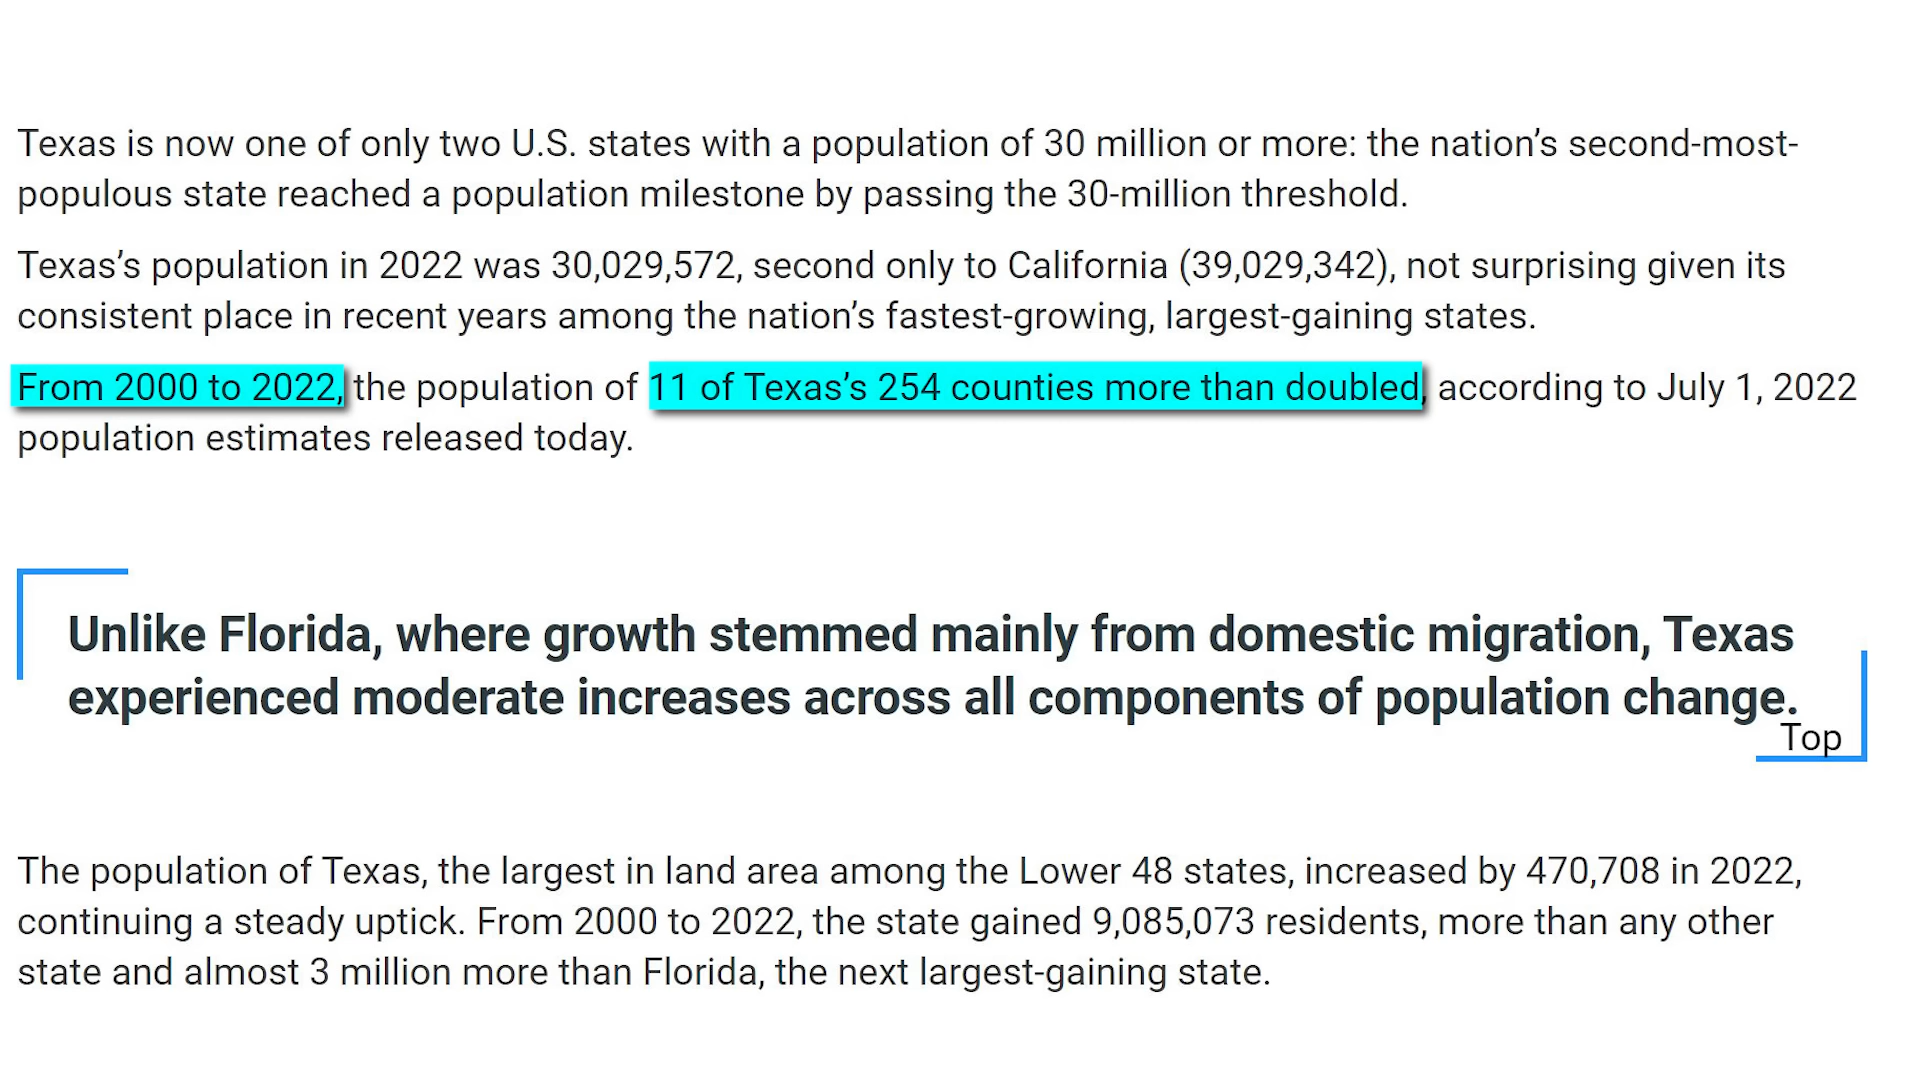 Texas is now one of only two U.S. states with a population of 30 million or more: the nation’s second-most-
populous state reached a population milestone by passing the 30-million threshold.
Texas’s population in 2022 was 30,029,572, second only to California (39,029,342), not surprising given its
consistent place in recent years among the nation’s fastest-growing, largest-gaining states.
From 2000 to 2022, the population of 11 of Texas’s 254 counties more than doubled, according to July 1, 2022
population estimates released today.
Unlike Florida, where growth stemmed mainly from domestic migration, Texas
experienced moderate increases across all components of population change.
Top
The population of Texas, the largest in land area among the Lower 48 states, increased by 470,708 in 2022,
continuing a steady uptick. From 2000 to 2022, the state gained 9,085,073 residents, more than any other
state and almost 3 million more than Florida, the next largest-gaining state.